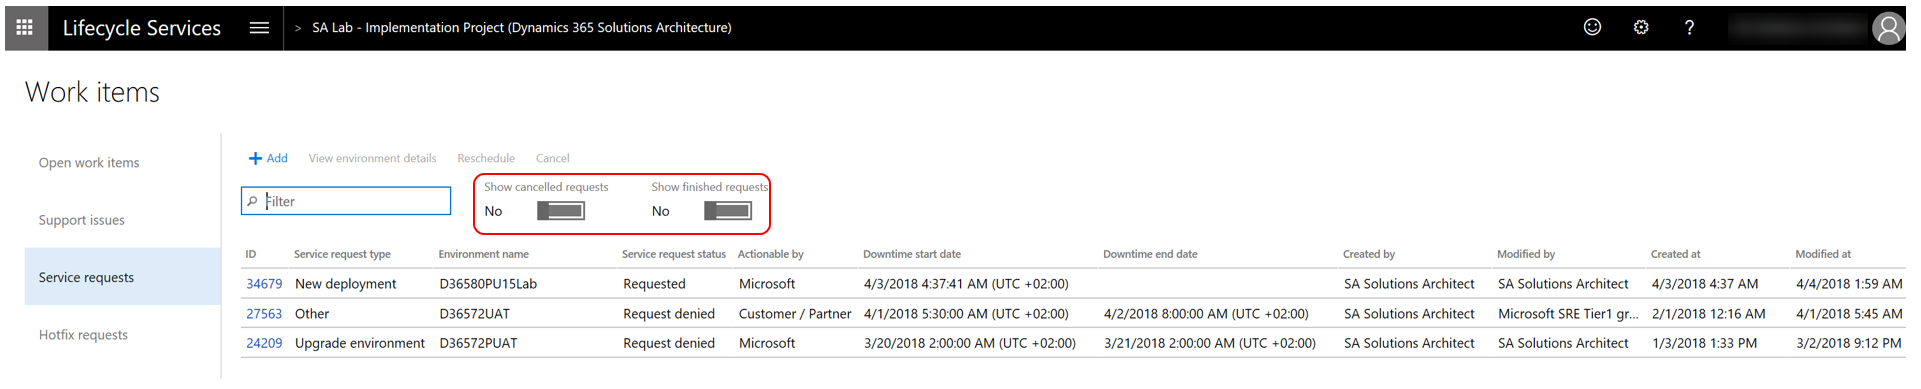 Lifecycle Services > SA Lab - Implementation Project (Dynamics 365 Solutions Architecture) ?
Work items
Open work items
Support issues
Service requests
Hotfix requests
+ Add View environment details Reschedule Cancel
Filter
Show cancelled requests Show finished requests
No No
ID Service request type Environment name Service request status Actionable by Downtime start date Downtime end date Created by Modified by Created at Modified at
34679 New deployment D36580PU15Lab Requested Microsoft 4/3/2018 4:37:41 AM (UTC +02:00) SA Solutions Architect SA Solutions Architect 4/3/2018 4:37 AM 4/4/2018 1:59 AM
27563 Other D36572UAT Request denied Customer / Partner 4/1/2018 5:30:00 AM (UTC +02:00) 4/2/2018 8:00:00 AM (UTC +02:00) SA Solutions Architect Microsoft SRE Tier1 gr... 2/1/2018 12:16 AM 4/1/2018 5:45 AM
24209 Upgrade environment D36572PUAT Request denied Microsoft 3/20/2018 2:00:00 AM (UTC +02:00) 3/21/2018 2:00:00 AM (UTC +02:00) SA Solutions Architect SA Solutions Architect 1/3/2018 1:33 PM 3/2/2018 9:12 PM